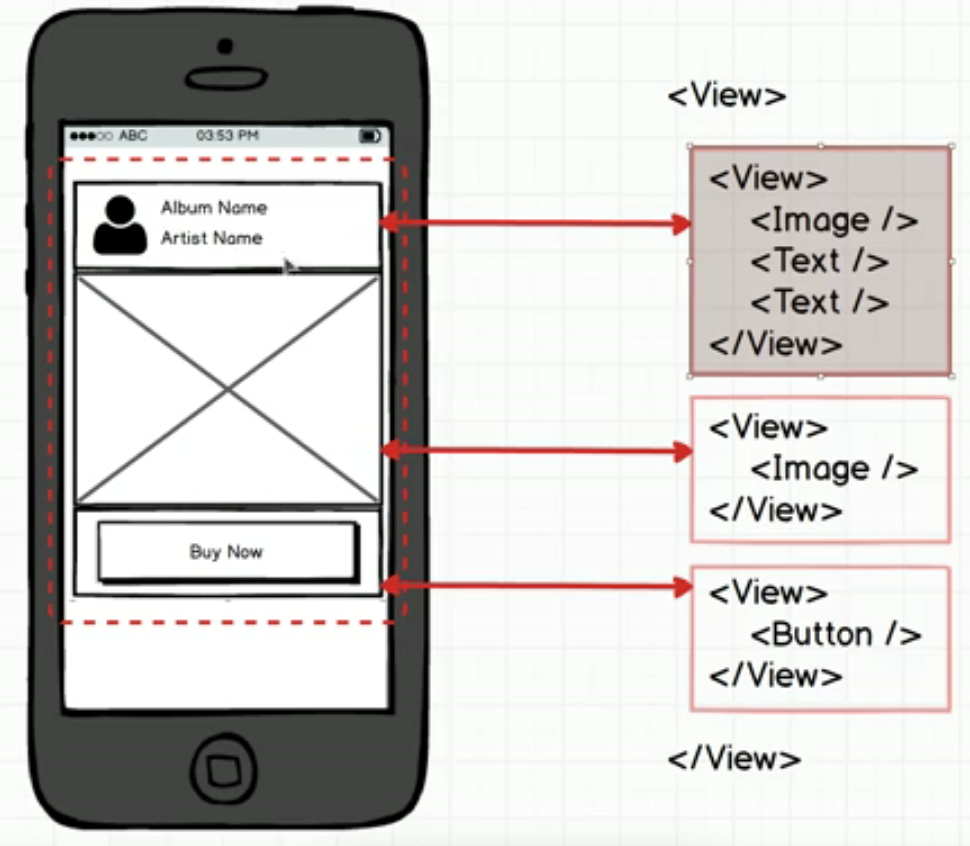 ABC 03:53 PM
Album Name
Artist Name
Buy Now
<View>
<View>
<Image />
<Text />
<Text />
</View>
<View>
<Image />
</View>
<View>
<Button />
</View>
</View>